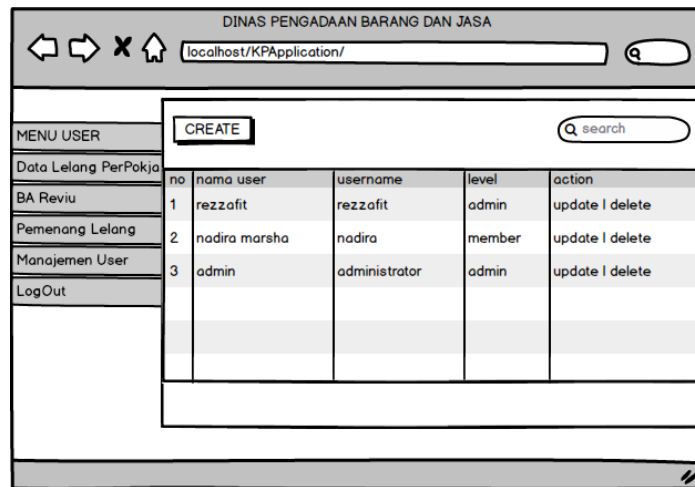 DINAS PENGADAAN BARANG DAN JASA
localhost/KPApplication/
MENU USER
Data Lelang PerPokja
BA Reviu
Pemenang Lelang
Manajemen User
LogOut
CREATE
search
no nama user username level action
1 rezzafit rezzafit admin update | delete
2 nadira marsha nadira member update | delete
3 admin administrator admin update | delete